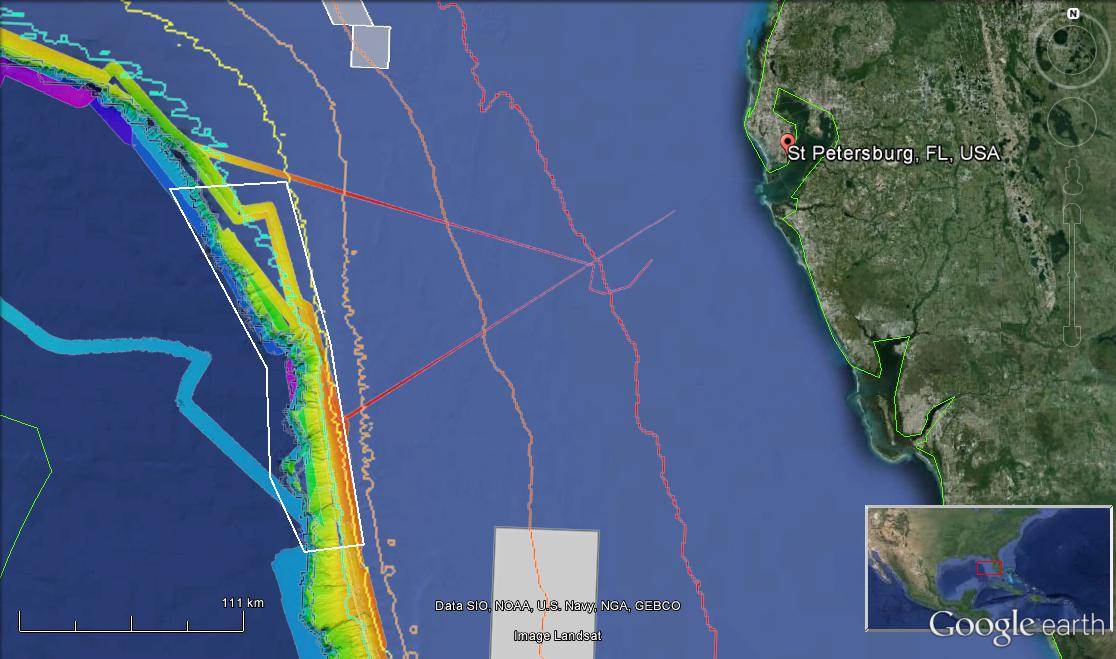 N
St Petersburg, FL, USA
111 km
Data SIO, NOAA, U.S. Navy, NGA, GEBCO
Image Landsat
Google earth